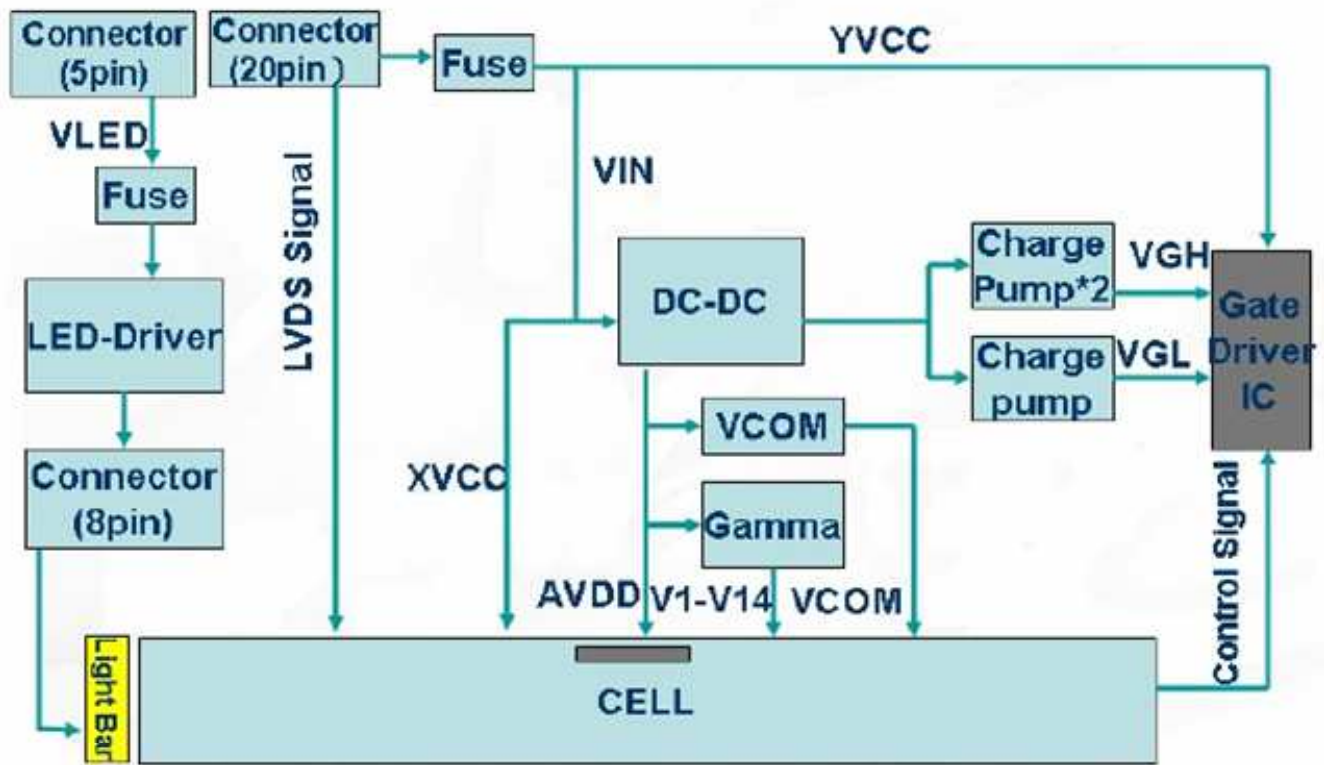 Connector
(5pin)
Connector
(20pin)
Fuse
YVCC
VLED
Fuse
LVDS Signal
VIN
LED-Driver
DC-DC
Charge
Pump*2
VGH
Charge
pump
VGL
Gate
Driver
IC
Connector
(8pin)
XVCC
VCOM
Gamma
AVDD
V1-V14
VCOM
Control Signal
Light Bar
CELL